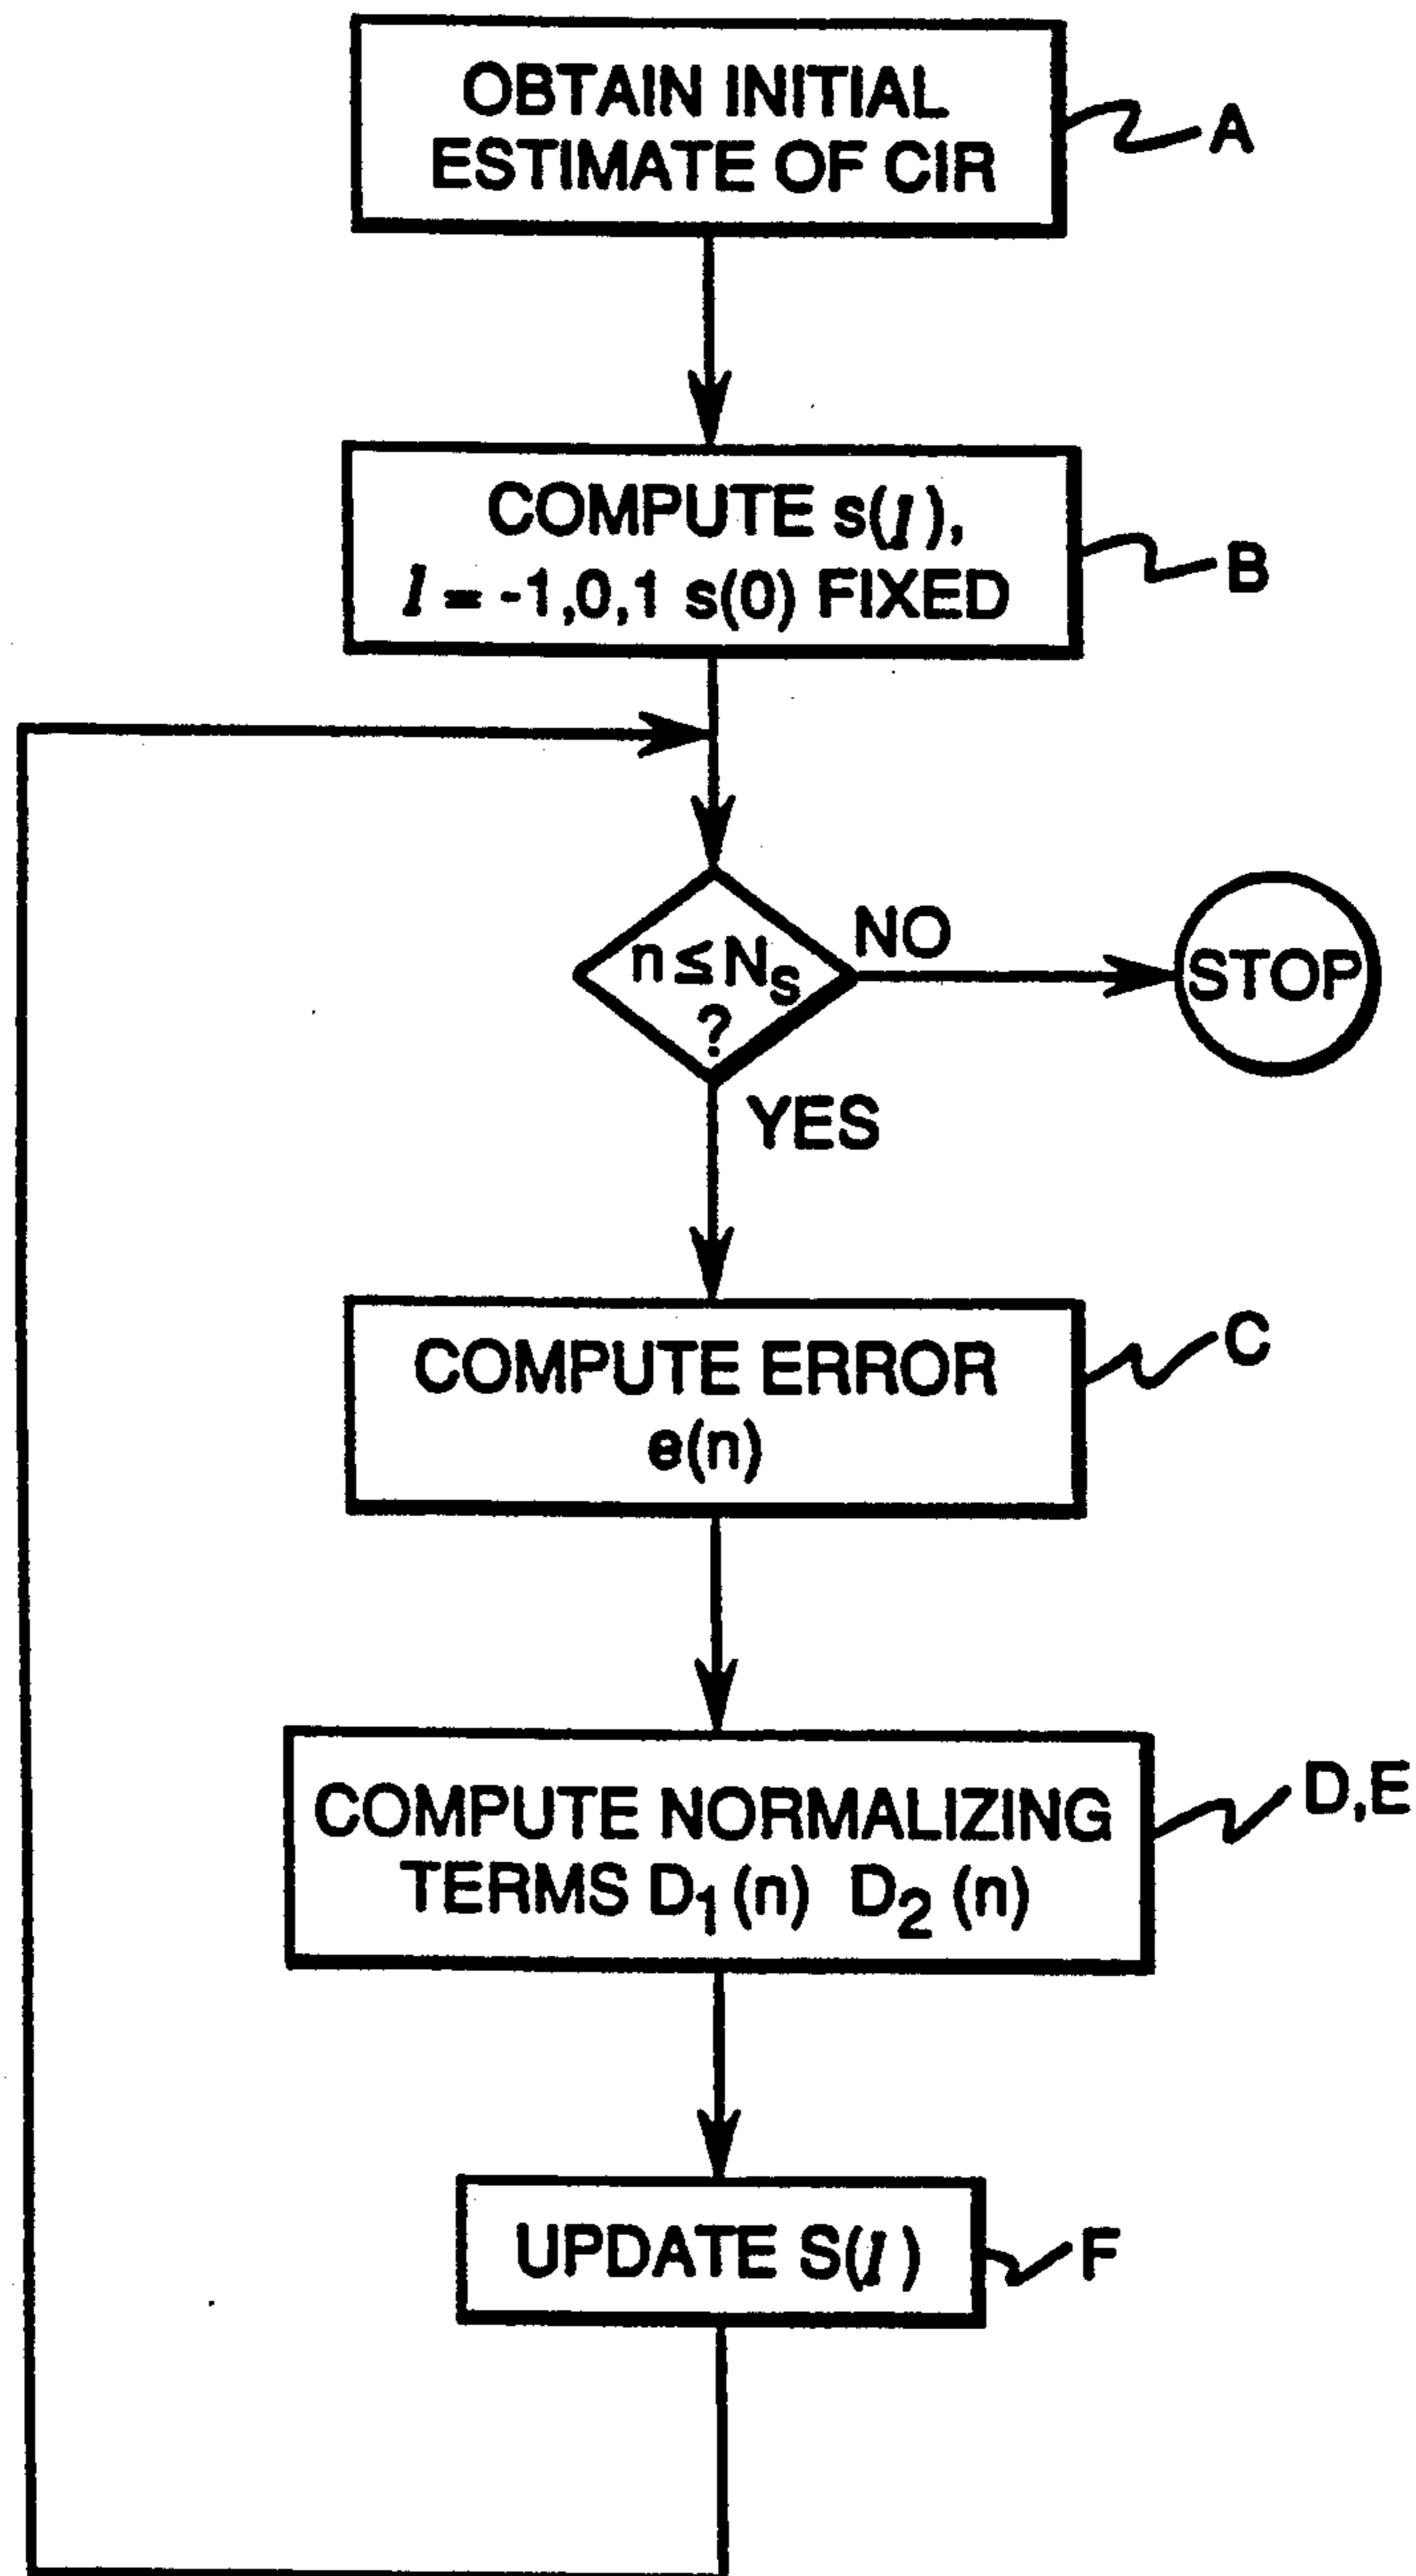 OBTAIN INITIAL
ESTIMATE OF CIR
A
COMPUTE s(l),
l = -1,0,1 s(0) FIXED
B
n ≤ Nₛ
?
NO
STOP
YES
COMPUTE ERROR
e(n)
C
COMPUTE NORMALIZING
TERMS D₁ (n) D₂ (n)
D,E
UPDATE S(l)
F